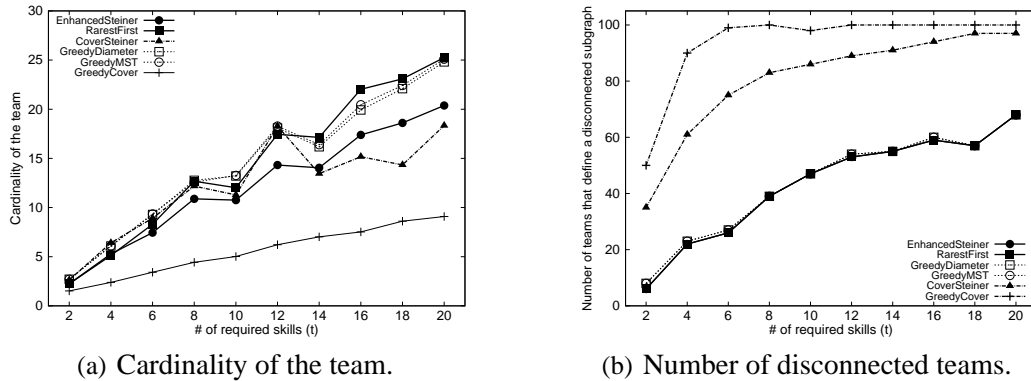 Cardinality of the team
30
25
20
15
10
5
0
EnhancedSteiner
RarestFirst
CoverSteiner
GreedyDiameter
GreedyMST
GreedyCover
2 4 6 8 10 12 14 16 18 20
# of required skills (t)
(a) Cardinality of the team.
Number of teams that define a disconnected subgraph
100
80
60
40
20
0
EnhancedSteiner
RarestFirst
GreedyDiameter
GreedyMST
CoverSteiner
GreedyCover
2 4 6 8 10 12 14 16 18 20
# of required skills (t)
(b) Number of disconnected teams.